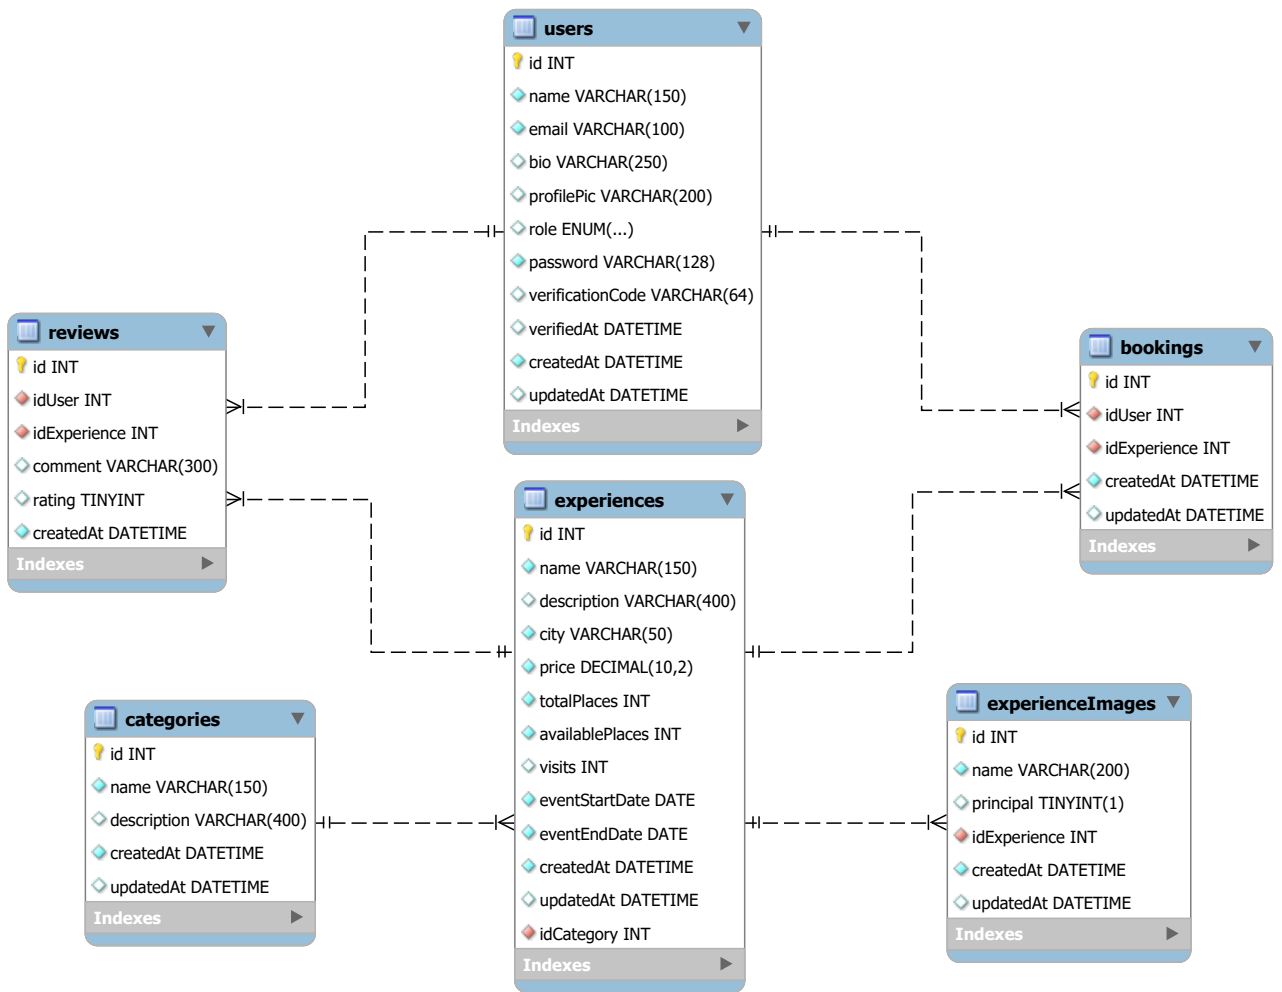 users
id INT
name VARCHAR(150)
email VARCHAR(100)
bio VARCHAR(250)
profilePic VARCHAR(200)
role ENUM(...)
password VARCHAR(128)
verificationCode VARCHAR(64)
verifiedAt DATETIME
createdAt DATETIME
updatedAt DATETIME
Indexes
reviews
id INT
idUser INT
idExperience INT
comment VARCHAR(300)
rating TINYINT
createdAt DATETIME
Indexes
bookings
id INT
idUser INT
idExperience INT
createdAt DATETIME
updatedAt DATETIME
Indexes
experiences
id INT
name VARCHAR(150)
description VARCHAR(400)
city VARCHAR(50)
price DECIMAL(10,2)
totalPlaces INT
availablePlaces INT
visits INT
eventStartDate DATE
eventEndDate DATE
createdAt DATETIME
updatedAt DATETIME
idCategory INT
Indexes
categories
id INT
name VARCHAR(150)
description VARCHAR(400)
createdAt DATETIME
updatedAt DATETIME
Indexes
experienceImages
id INT
name VARCHAR(200)
principal TINYINT(1)
idExperience INT
createdAt DATETIME
updatedAt DATETIME
Indexes